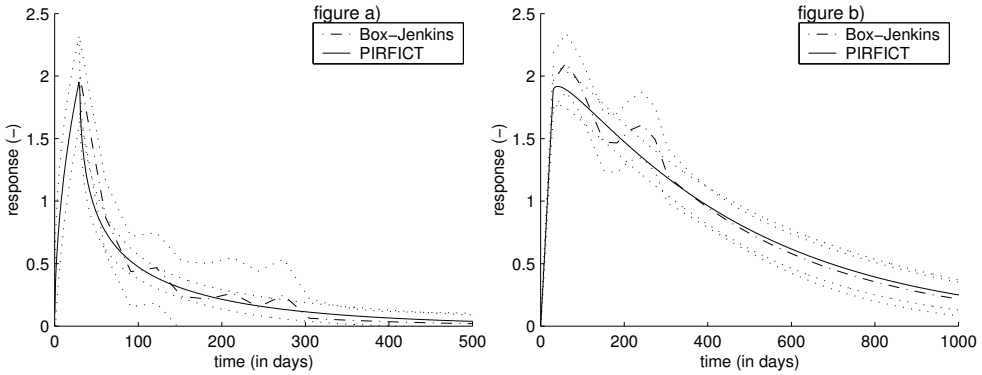 figure a)
Box−Jenkins
PIRFICT
2.5
2
1.5
1
0.5
0
response (−)
0 100 200 300 400 500
time (in days)
figure b)
Box−Jenkins
PIRFICT
2.5
2
1.5
1
0.5
0
response (−)
0 200 400 600 800 1000
time (in days)